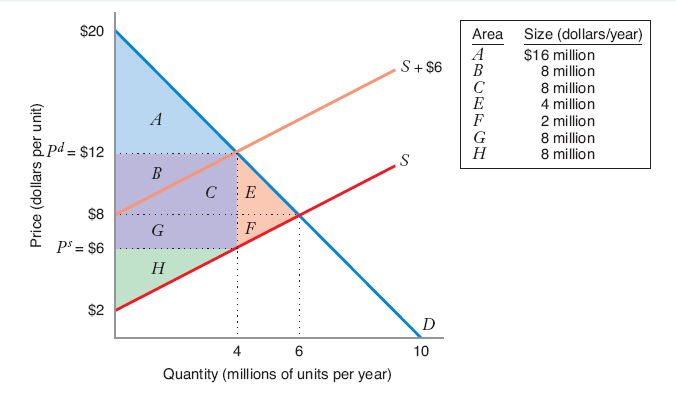 $20
Price (dollars per unit)
Pd = $12
$8
Ps = $6
$2
A
B
C
E
G
F
H
S + $6
S
D
4
6
10
Quantity (millions of units per year)
Area Size (dollars/year)
A $16 million
B 8 million
C 8 million
E 4 million
F 2 million
G 8 million
H 8 million